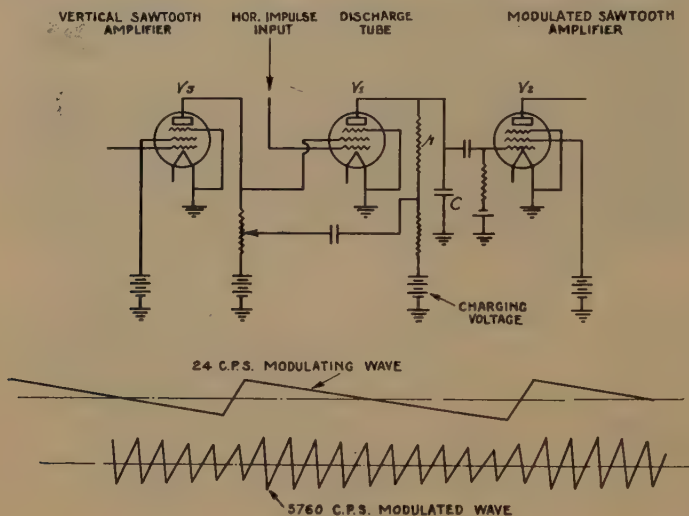 VERTICAL SAWTOOTH
AMPLIFIER
HOR. IMPULSE
INPUT
DISCHARGE
TUBE
MODULATED SAWTOOTH
AMPLIFIER
V3
V1
V2
r
C
CHARGING
VOLTAGE
24 C.P.S. MODULATING WAVE
5760 C.P.S. MODULATED WAVE